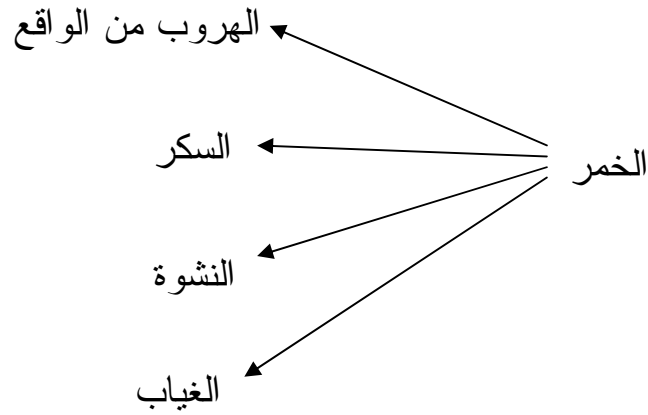 الهروب من الواقع
السكر
الخمر
النشوة
الغياب